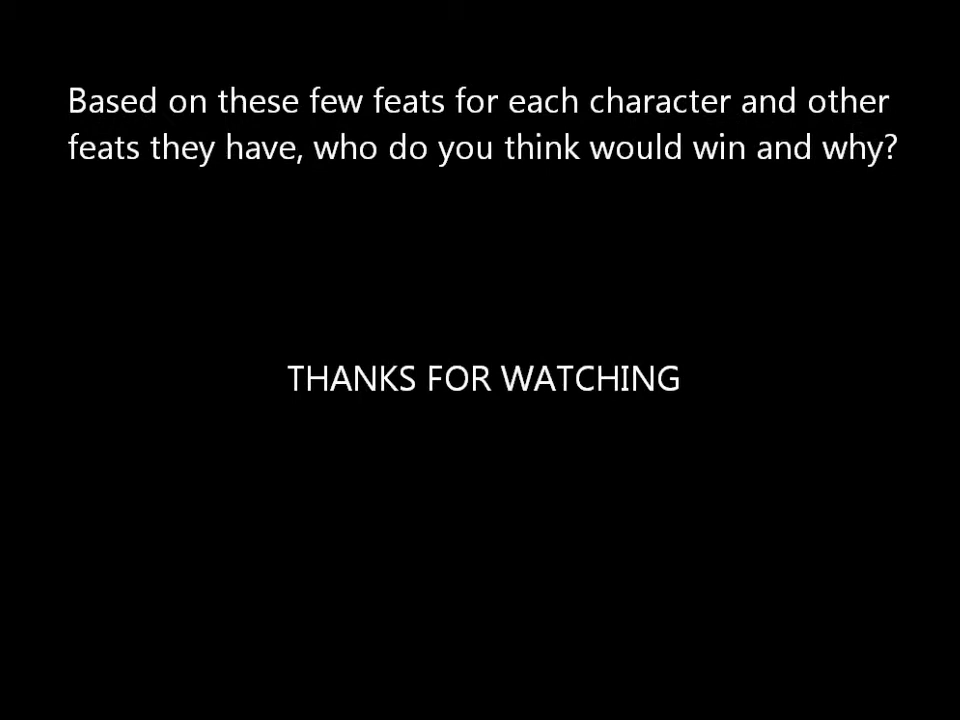 Based on these few feats for each character and other
feats they have, who do you think would win and why?
THANKS FOR WATCHING